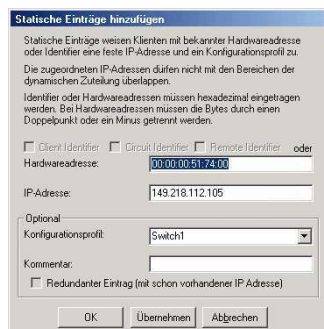 Statische Einträge hinzufügen
Statische Einträge weisen Klienten mit bekannter Hardwareadresse
oder Identifier eine feste IP-Adresse und ein Konfigurationsprofil zu.
Die zugeordneten IP-Adressen dürfen nicht mit den Bereichen der
dynamischen Zuteilung überlappen.
Identifier oder Hardwareadressen müssen hexadezimal eingetragen
werden. Bei Hardwareadressen müssen die Bytes durch einen
Doppelpunkt oder ein Minus getrennt werden.
Client Identifier Circuit Identifier Remote Identifier oder
Hardwareadresse: 00:00:00:51:74:00
IP-Adresse: 149.218.112.105
Optional
Konfigurationsprofil: Switch1
Kommentar:
Redundanter Eintrag (mit schon vorhandener IP Adresse)
OK Übernehmen Abbrechen